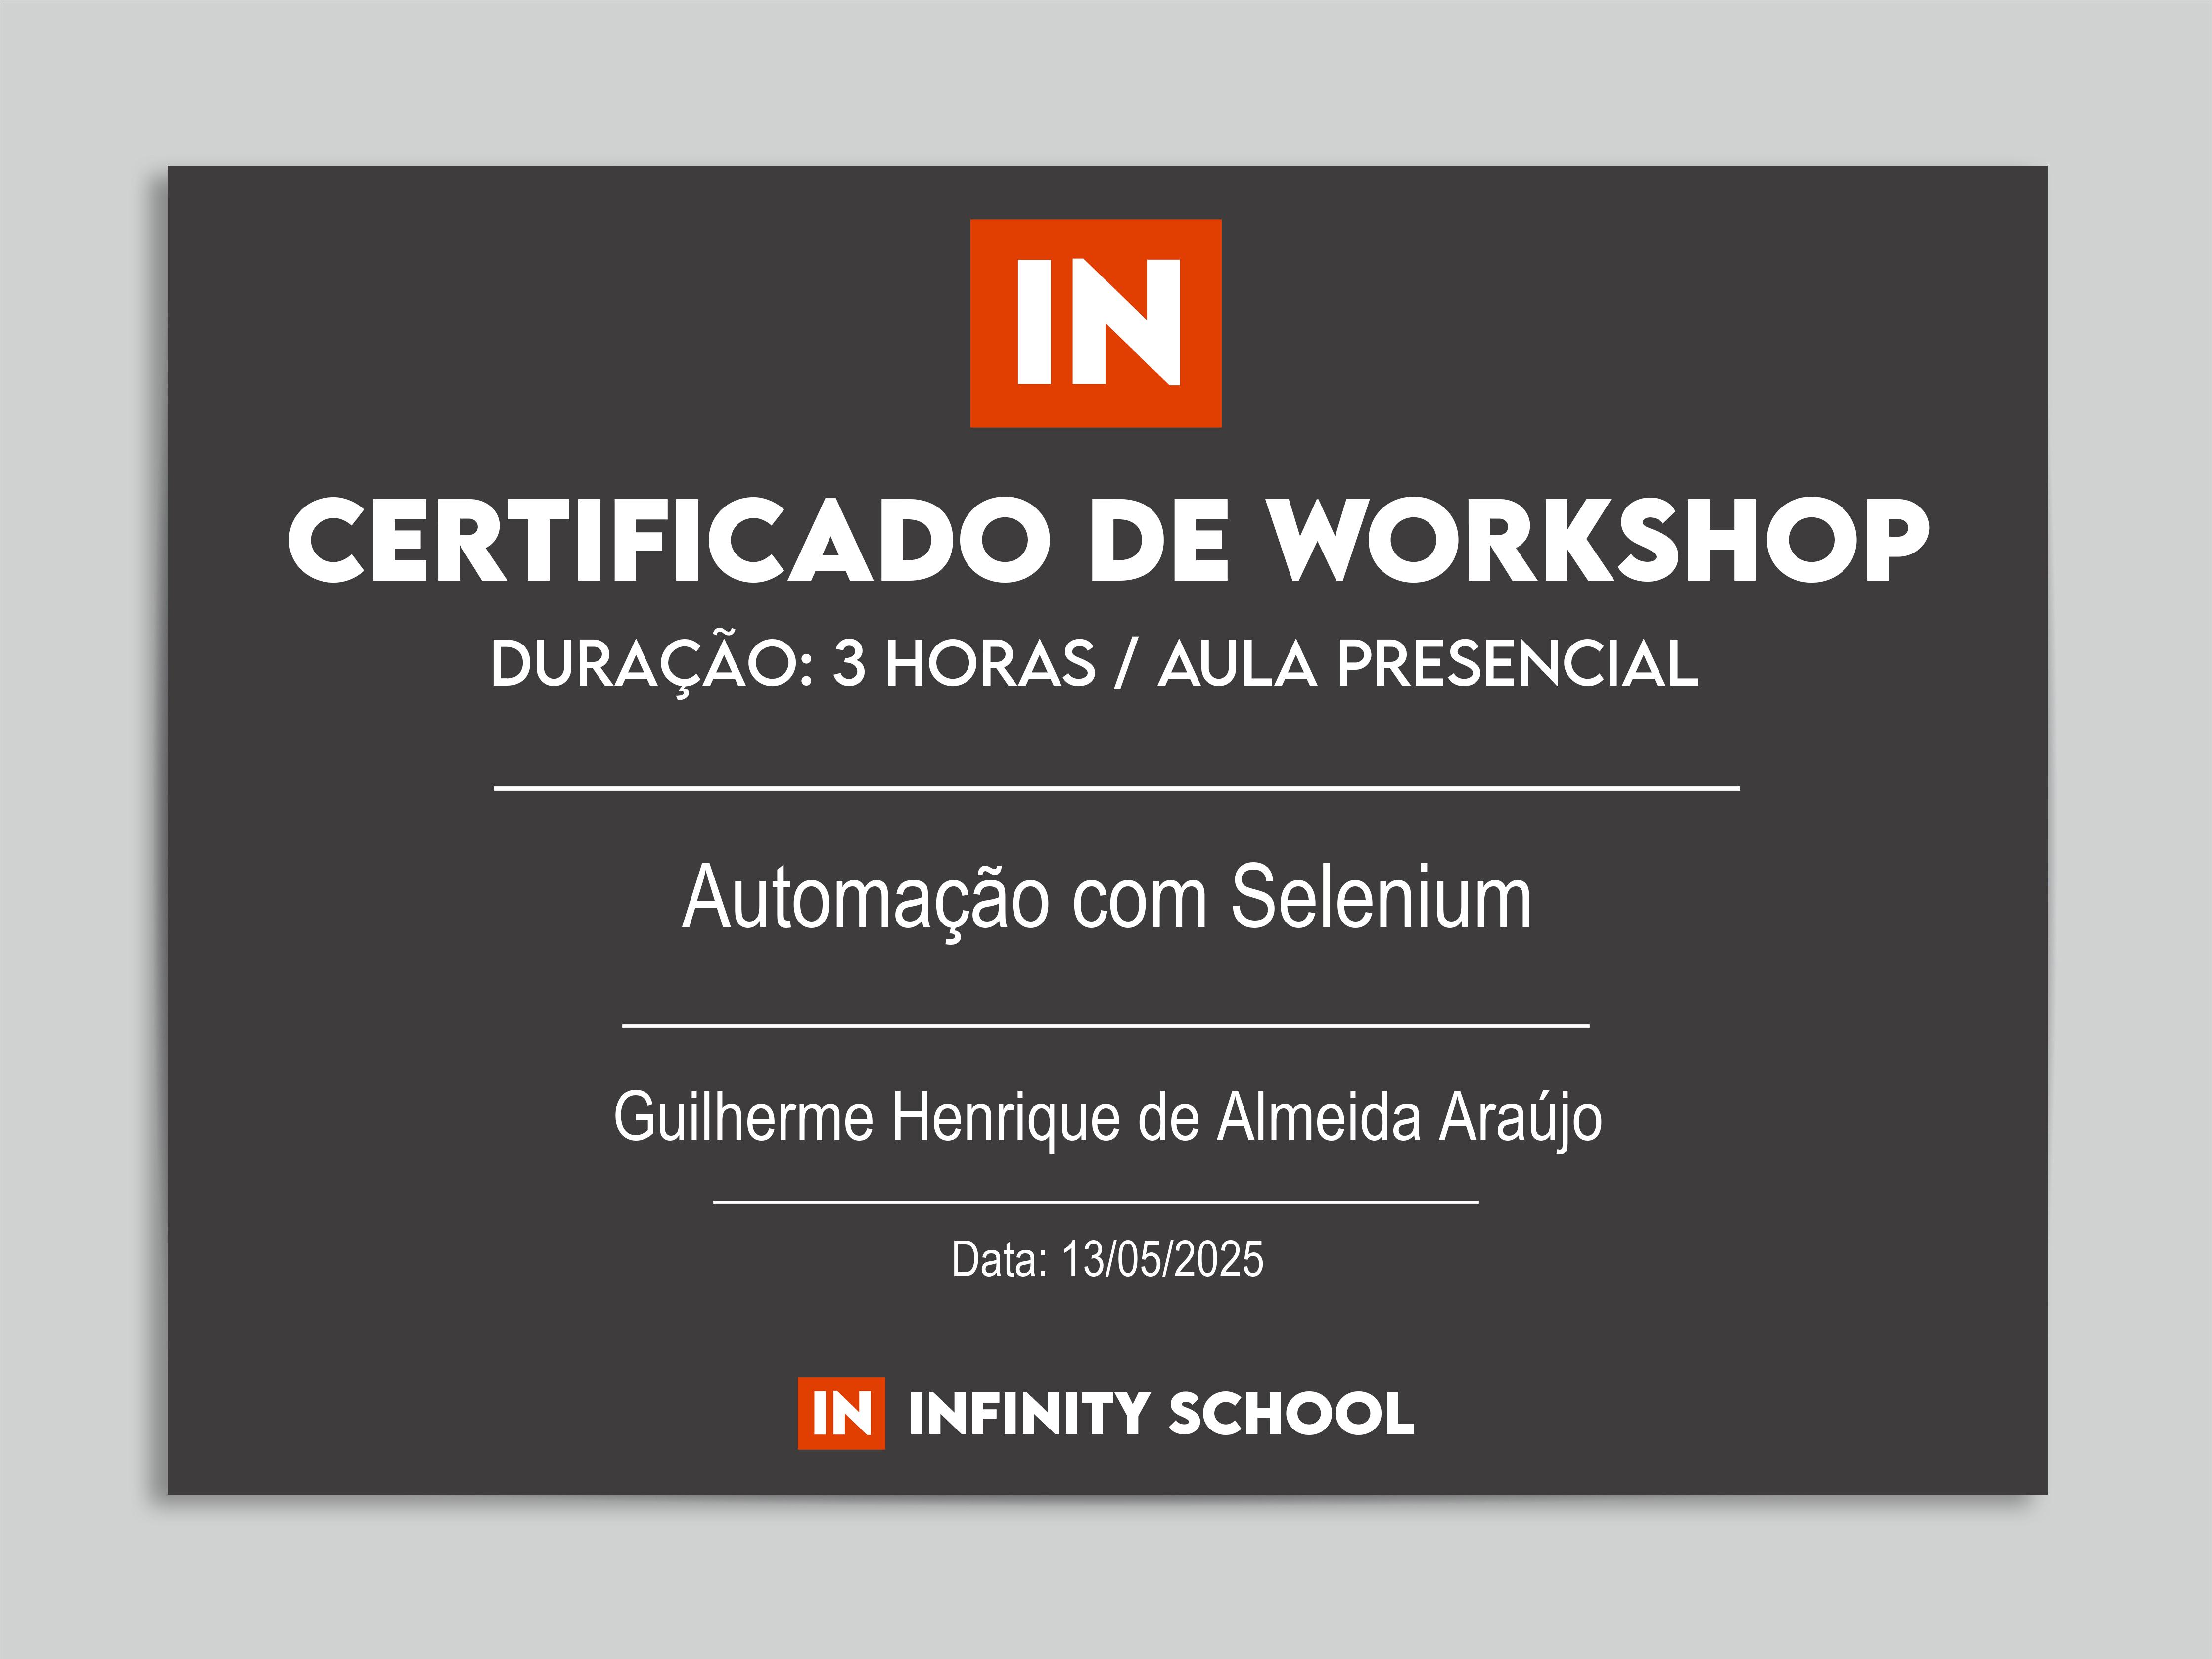 IN
CERTIFICADO DE WORKSHOP
DURAÇÃO: 3 HORAS / AULA PRESENCIAL
Automação com Selenium
Guilherme Henrique de Almeida Araújo
Data: 13/05/2025
IN INFINITY SCHOOL